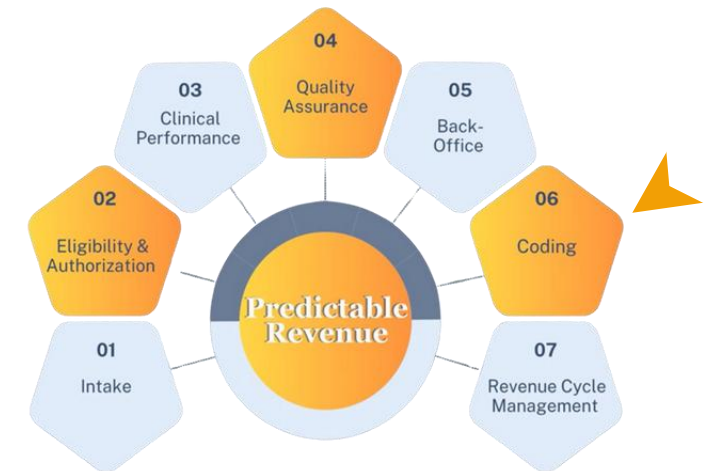 01
Intake
02
Eligibility &
Authorization
03
Clinical
Performance
04
Quality
Assurance
05
Back-
Office
06
Coding
07
Revenue Cycle
Management
Predictable
Revenue